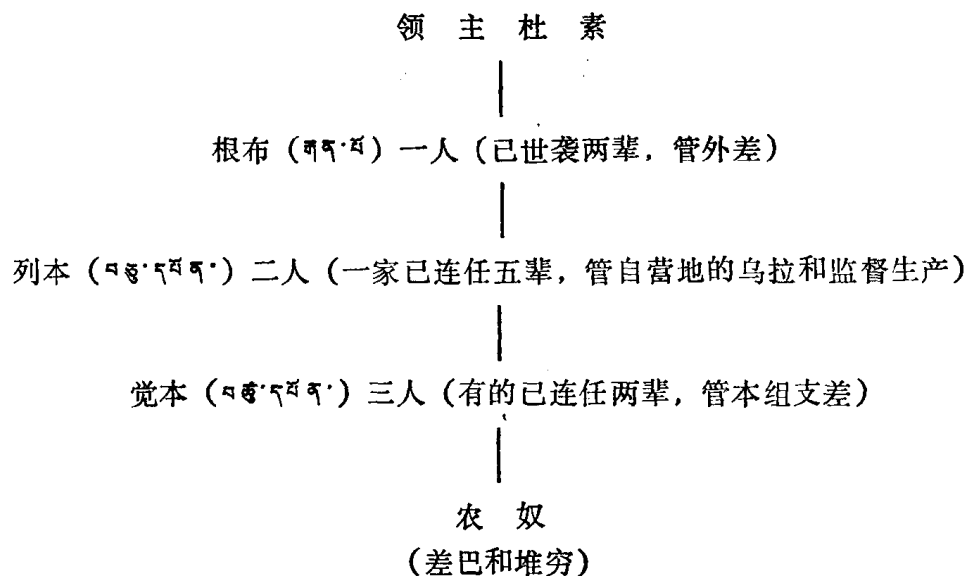 领主杜素
根布（）一人（已世袭两辈，管外差）
列本（དཔོན་）二人（一家已连任五辈，管自营地的乌拉和监督生产）
觉本（དཔོན་）三人（有的已连任两辈，管本组支差）
农奴
（差巴和堆穷）